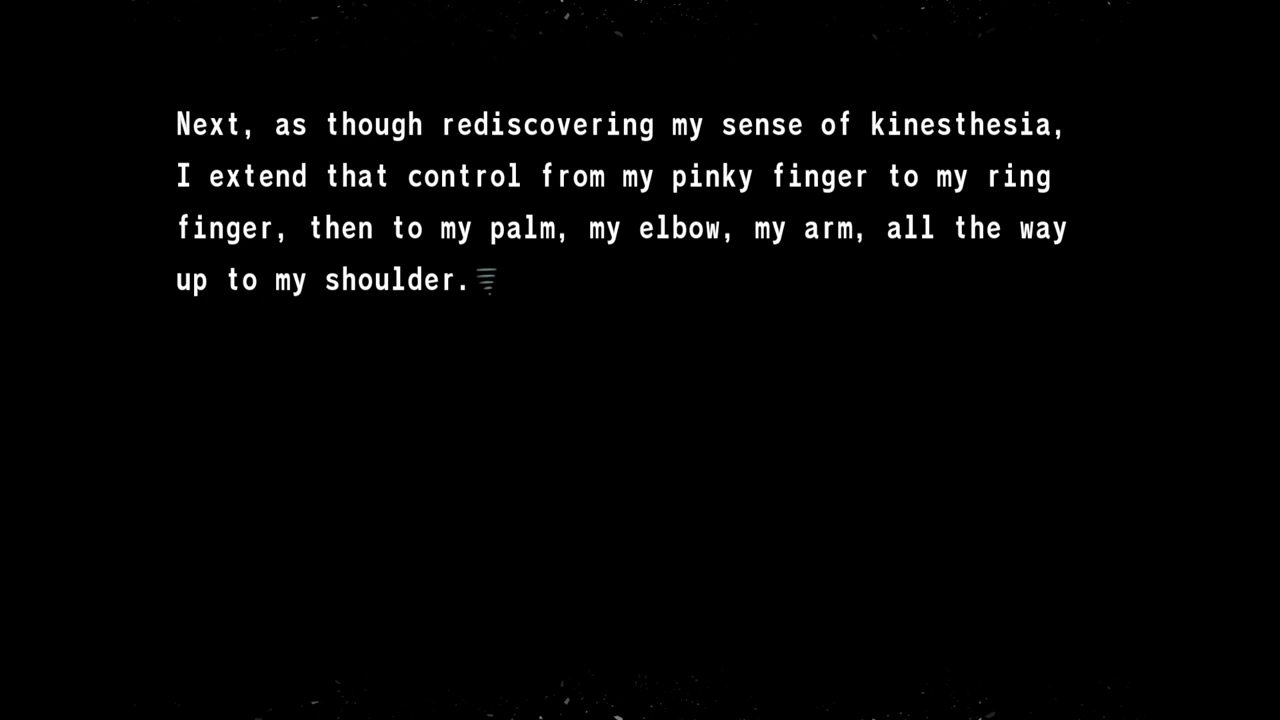 Next, as though rediscovering my sense of kinesthesia,
I extend that control from my pinky finger to my ring
finger, then to my palm, my elbow, my arm, all the way
up to my shoulder.